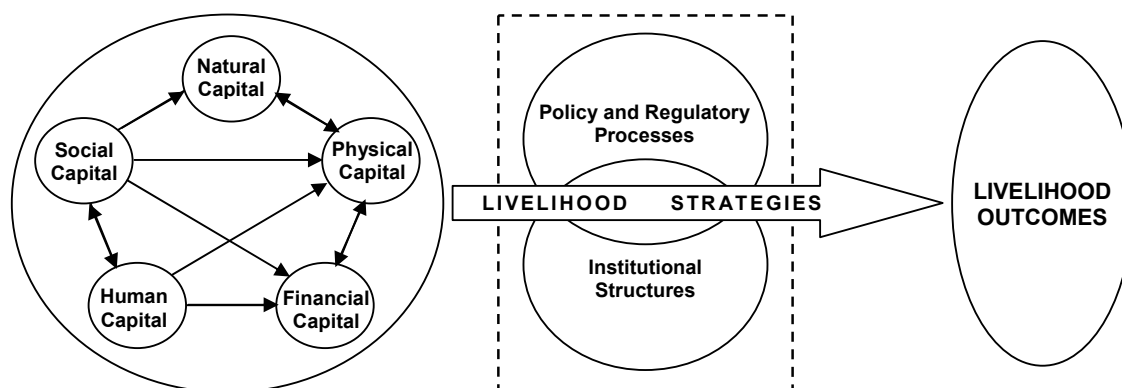 Natural
Capital
Social
Capital
Physical
Capital
Human
Capital
Financial
Capital
Policy and Regulatory
Processes
LIVELIHOOD STRATEGIES
Institutional
Structures
LIVELIHOOD
OUTCOMES